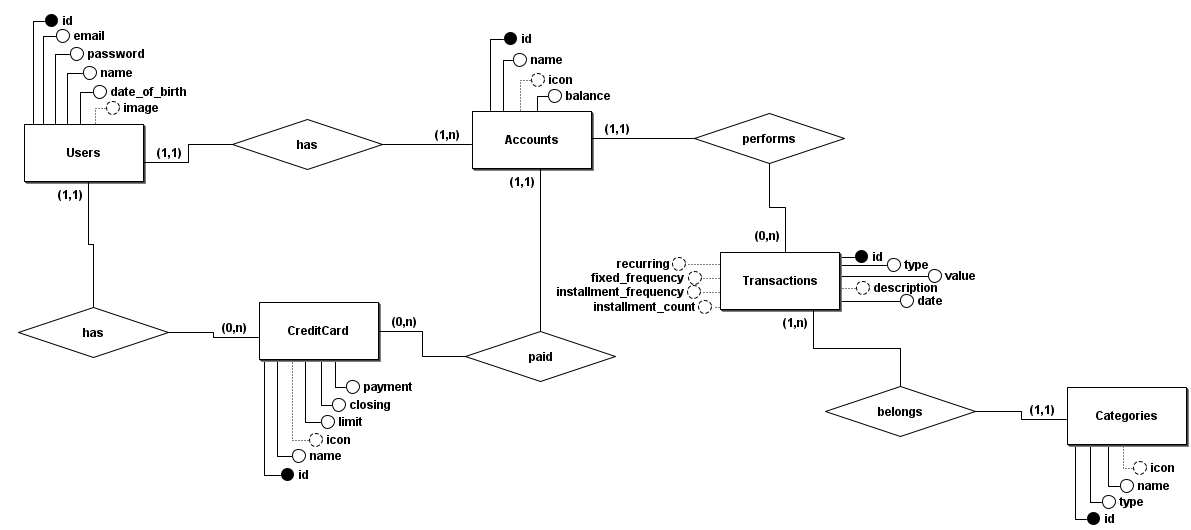 id
email
password
name
date_of_birth
image
Users
(1,1)
(1,1)
has
(1,n)
id
name
icon
balance
Accounts
(1,1)
(1,1)
performs
(0,n)
recurring
fixed_frequency
installment_frequency
installment_count
Transactions
id
type
value
description
date
(1,n)
has
(0,n)
CreditCard
(0,n)
paid
payment
closing
limit
icon
name
id
belongs
(1,1)
Categories
icon
name
type
id